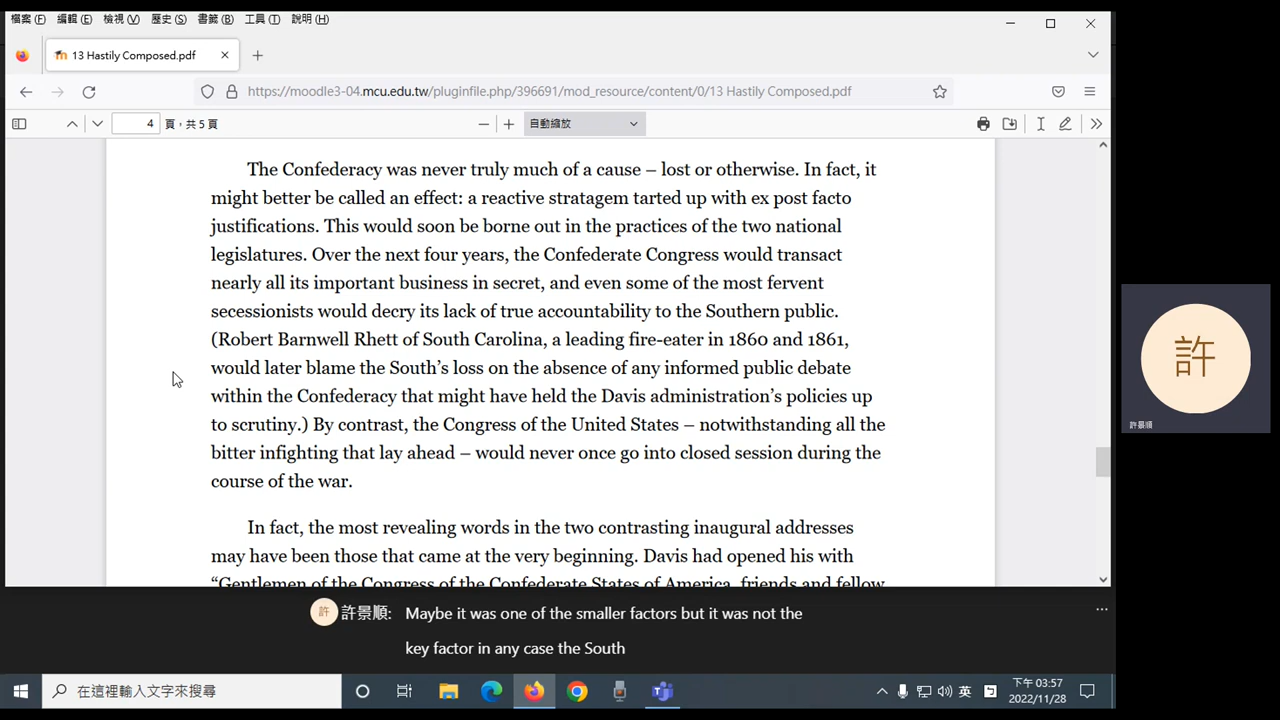 檔案(F) 編輯(E) 檢視(V) 歷史(S) 書籤(B) 工具(T) 說明(H)
13 Hastily Composed.pdf
https://moodle3-04.mcu.edu.tw/pluginfile.php/396691/mod_resource/content/0/13 Hastily Composed.pdf
4 頁，共 5 頁
自動縮放
The Confederacy was never truly much of a cause – lost or otherwise. In fact, it
might better be called an effect: a reactive stratagem tarted up with ex post facto
justifications. This would soon be borne out in the practices of the two national
legislatures. Over the next four years, the Confederate Congress would transact
nearly all its important business in secret, and even some of the most fervent
secessionists would decry its lack of true accountability to the Southern public.
(Robert Barnwell Rhett of South Carolina, a leading fire-eater in 1860 and 1861,
would later blame the South’s loss on the absence of any informed public debate
within the Confederacy that might have held the Davis administration’s policies up
to scrutiny.) By contrast, the Congress of the United States – notwithstanding all the
bitter infighting that lay ahead – would never once go into closed session during the
course of the war.
In fact, the most revealing words in the two contrasting inaugural addresses
may have been those that came at the very beginning. Davis had opened his with
“Gentlemen of the Congress of the Confederate States of America, friends and fellow
許
許景順
許 許景順: Maybe it was one of the smaller factors but it was not the
key factor in any case the South
在這裡輸入文字來搜尋
英
下午 03:57
2022/11/28